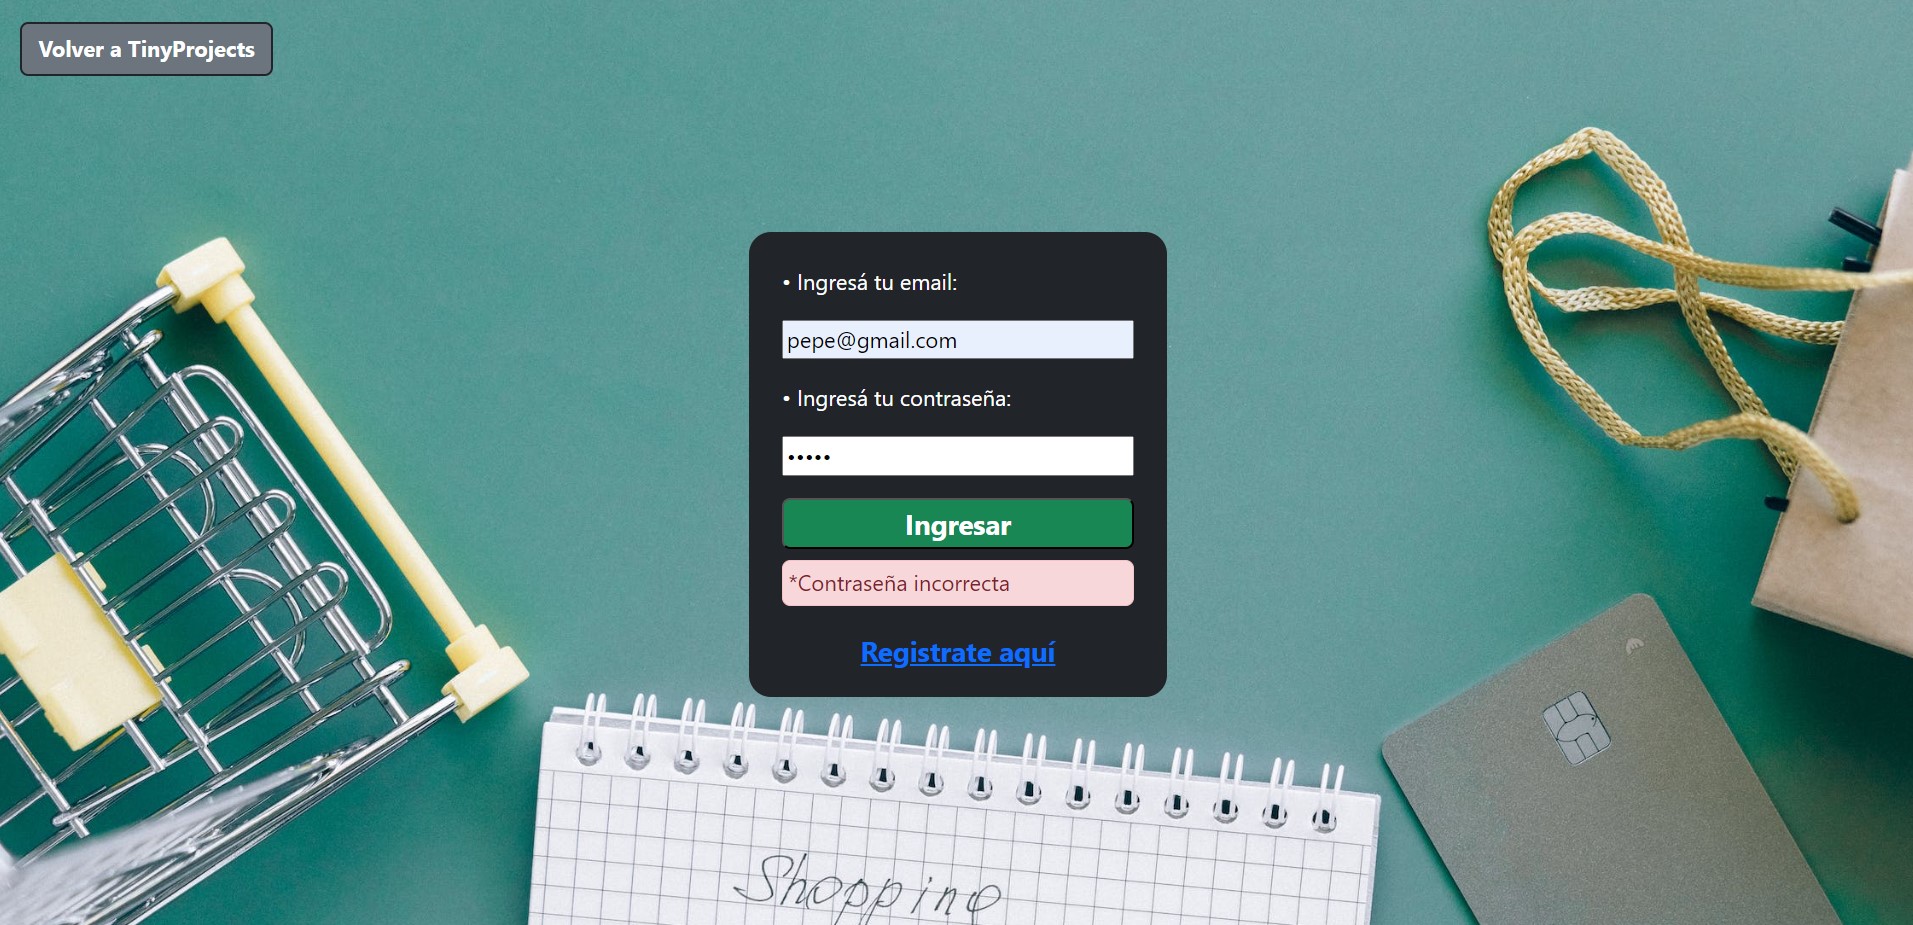 Volver a TinyProjects
• Ingresá tu email:
pepe@gmail.com
• Ingresá tu contraseña:
•••••
Ingresar
*Contraseña incorrecta
Registrate aquí
Shopping